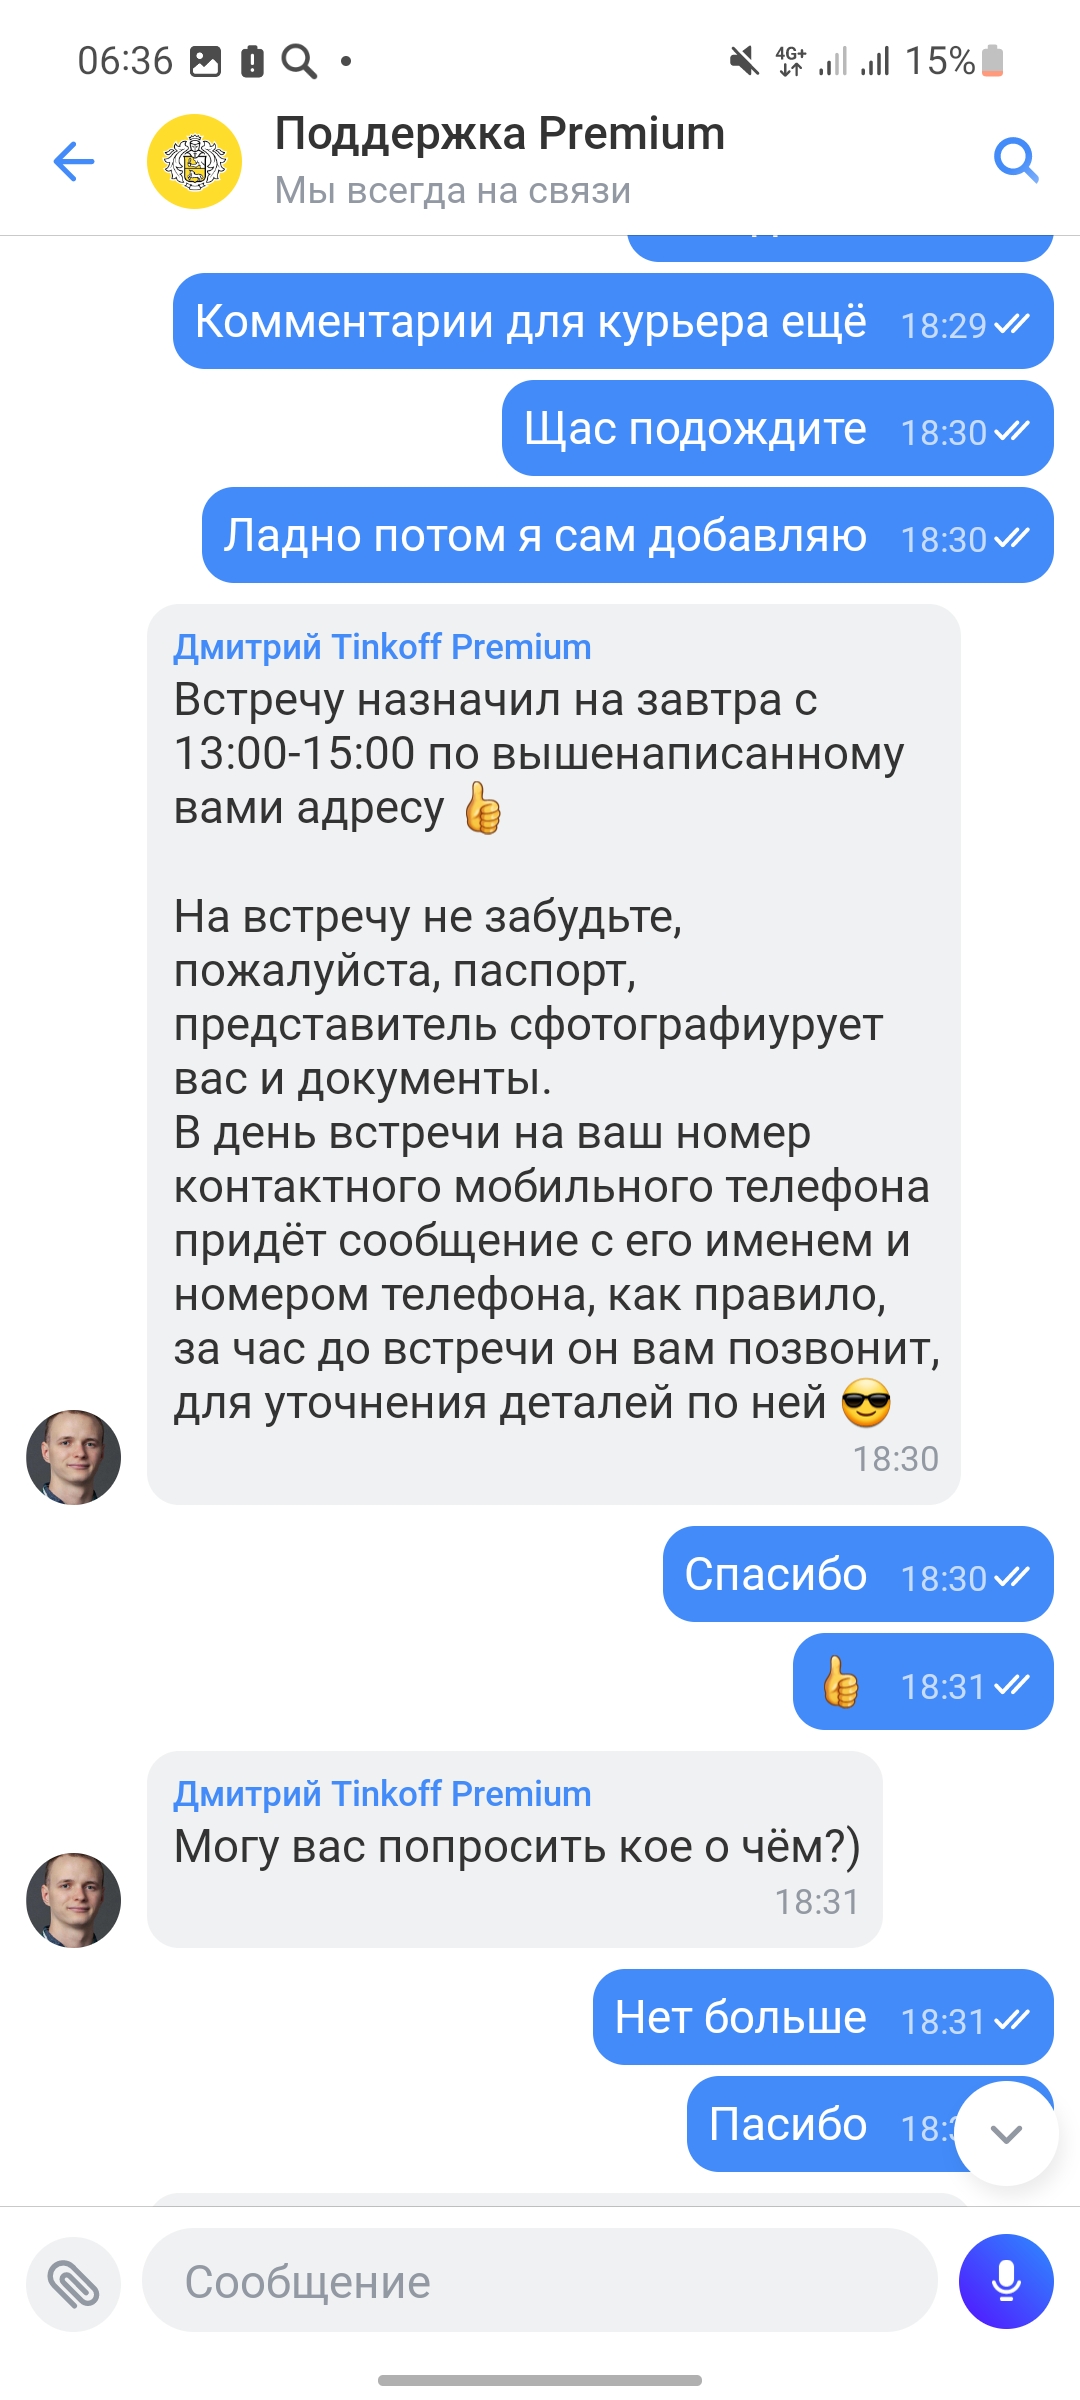 06:36
4G+
15%
Поддержка Premium
Мы всегда на связи
Комментарии для курьера ещё 18:29
Щас подождите 18:30
Ладно потом я сам добавляю 18:30
Дмитрий Tinkoff Premium
Встречу назначил на завтра с
13:00-15:00 по вышенаписанному
вами адресу 👍
На встречу не забудьте,
пожалуйста, паспорт,
представитель сфотографиурует
вас и документы.
В день встречи на ваш номер
контактного мобильного телефона
придёт сообщение с его именем и
номером телефона, как правило,
за час до встречи он вам позвонит,
для уточнения деталей по ней 😎
18:30
Спасибо 18:30
👍 18:31
Дмитрий Tinkoff Premium
Могу вас попросить кое о чём?)
18:31
Нет больше 18:31
Пасибо
Сообщение